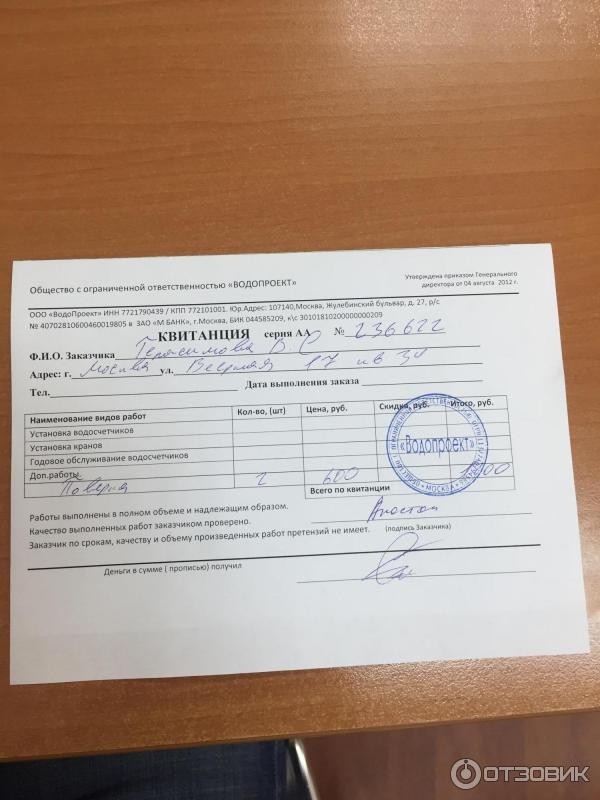 Общество с ограниченной ответственностью «ВОДОПРОЕКТ»
Утверждена приказом Генерального
директора от 04 августа 2012 г.
ООО «ВодоПроект» ИНН 7721790439 / КПП 772101001. Юр.Адрес: 107140,Москва, Жулебинский бульвар, д. 27, р/с
№ 40702810600460019805 в ЗАО «М БАНК», г.Москва, БИК 044585209, к\с 30101810200000000209
КВИТАНЦИЯ серия АА № 236622
Ф.И.О. Заказчика Герасимова В. С
Адрес: г. Москва ул. 17 кв 34
Тел. Дата выполнения заказа
Наименование видов работ Кол-во, (шт) Цена, руб. Скидка, руб. Итого, руб.
Установка водосчетчиков
Установка кранов
Годовое обслуживание водосчетчиков
Доп.работы
Поверка 2 600 1200
Всего по квитанции
«Водопроект»
МОСКВА
Работы выполнены в полном объеме и надлежащим образом.
Качество выполненных работ заказчиком проверено.
Заказчик по срокам, качеству и объему произведенных работ претензий не имеет. (подпись Заказчика)
Деньги в сумме ( прописью) получил
ОТЗОВИК